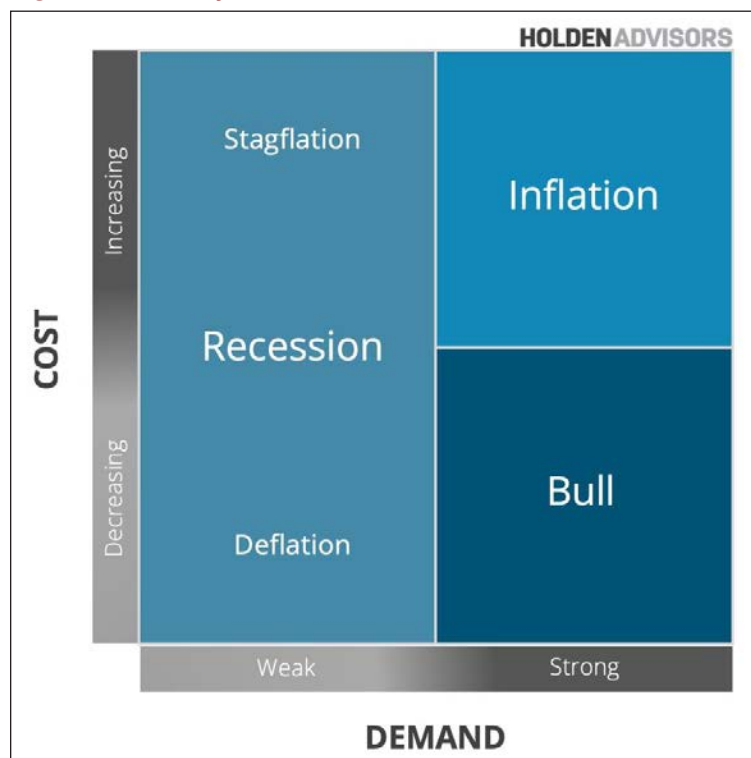 HOLDENADVISORS
Stagflation
Inflation
Increasing
Recession
COST
Decreasing
Bull
Deflation
Weak
Strong
DEMAND